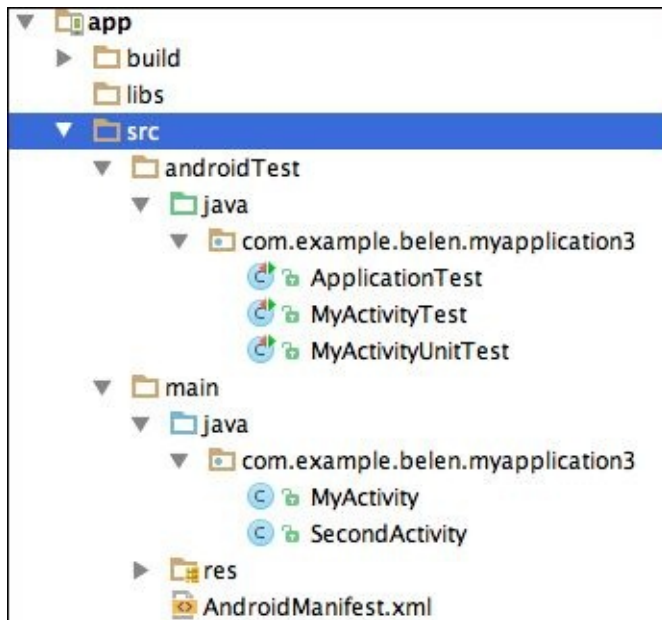 app
build
libs
src
androidTest
java
com.example.belen.myapplication3
ApplicationTest
MyActivityTest
MyActivityUnitTest
main
java
com.example.belen.myapplication3
MyActivity
SecondActivity
res
AndroidManifest.xml